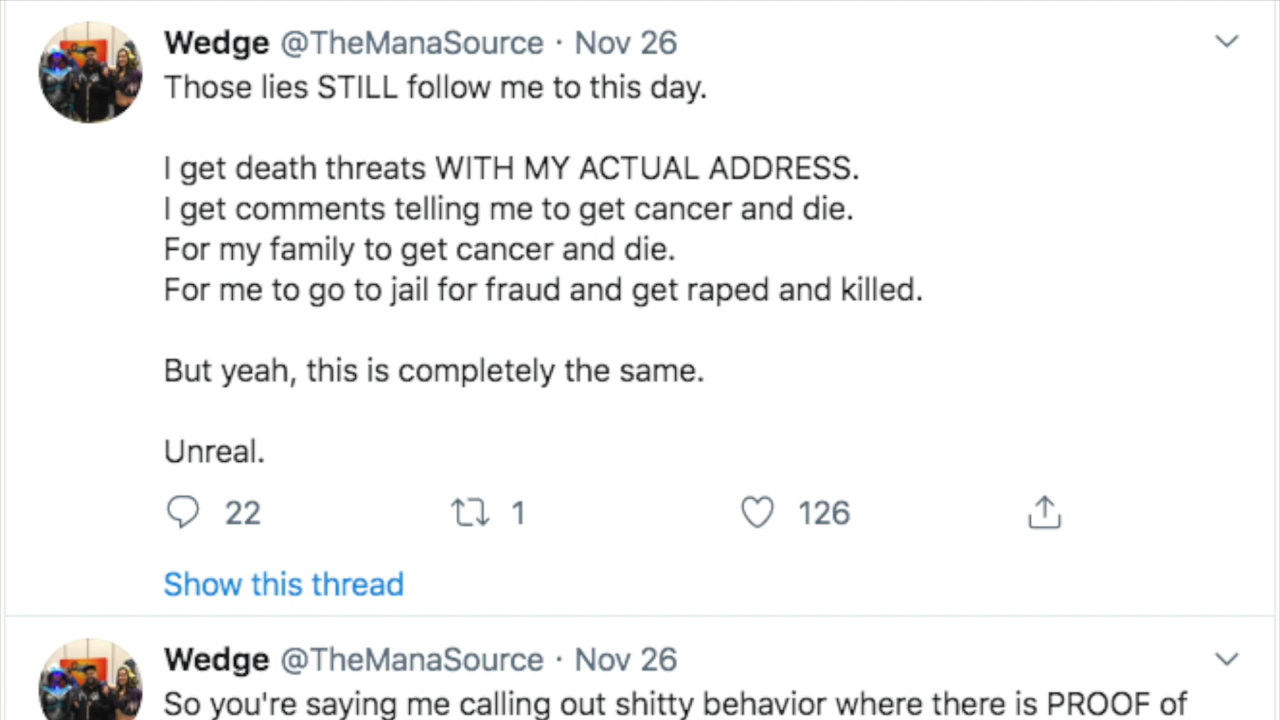 Wedge @TheManaSource · Nov 26
Those lies STILL follow me to this day.
I get death threats WITH MY ACTUAL ADDRESS.
I get comments telling me to get cancer and die.
For my family to get cancer and die.
For me to go to jail for fraud and get raped and killed.
But yeah, this is completely the same.
Unreal.
22 1 126
Show this thread
Wedge @TheManaSource · Nov 26
So you're saying me calling out shitty behavior where there is PROOF of